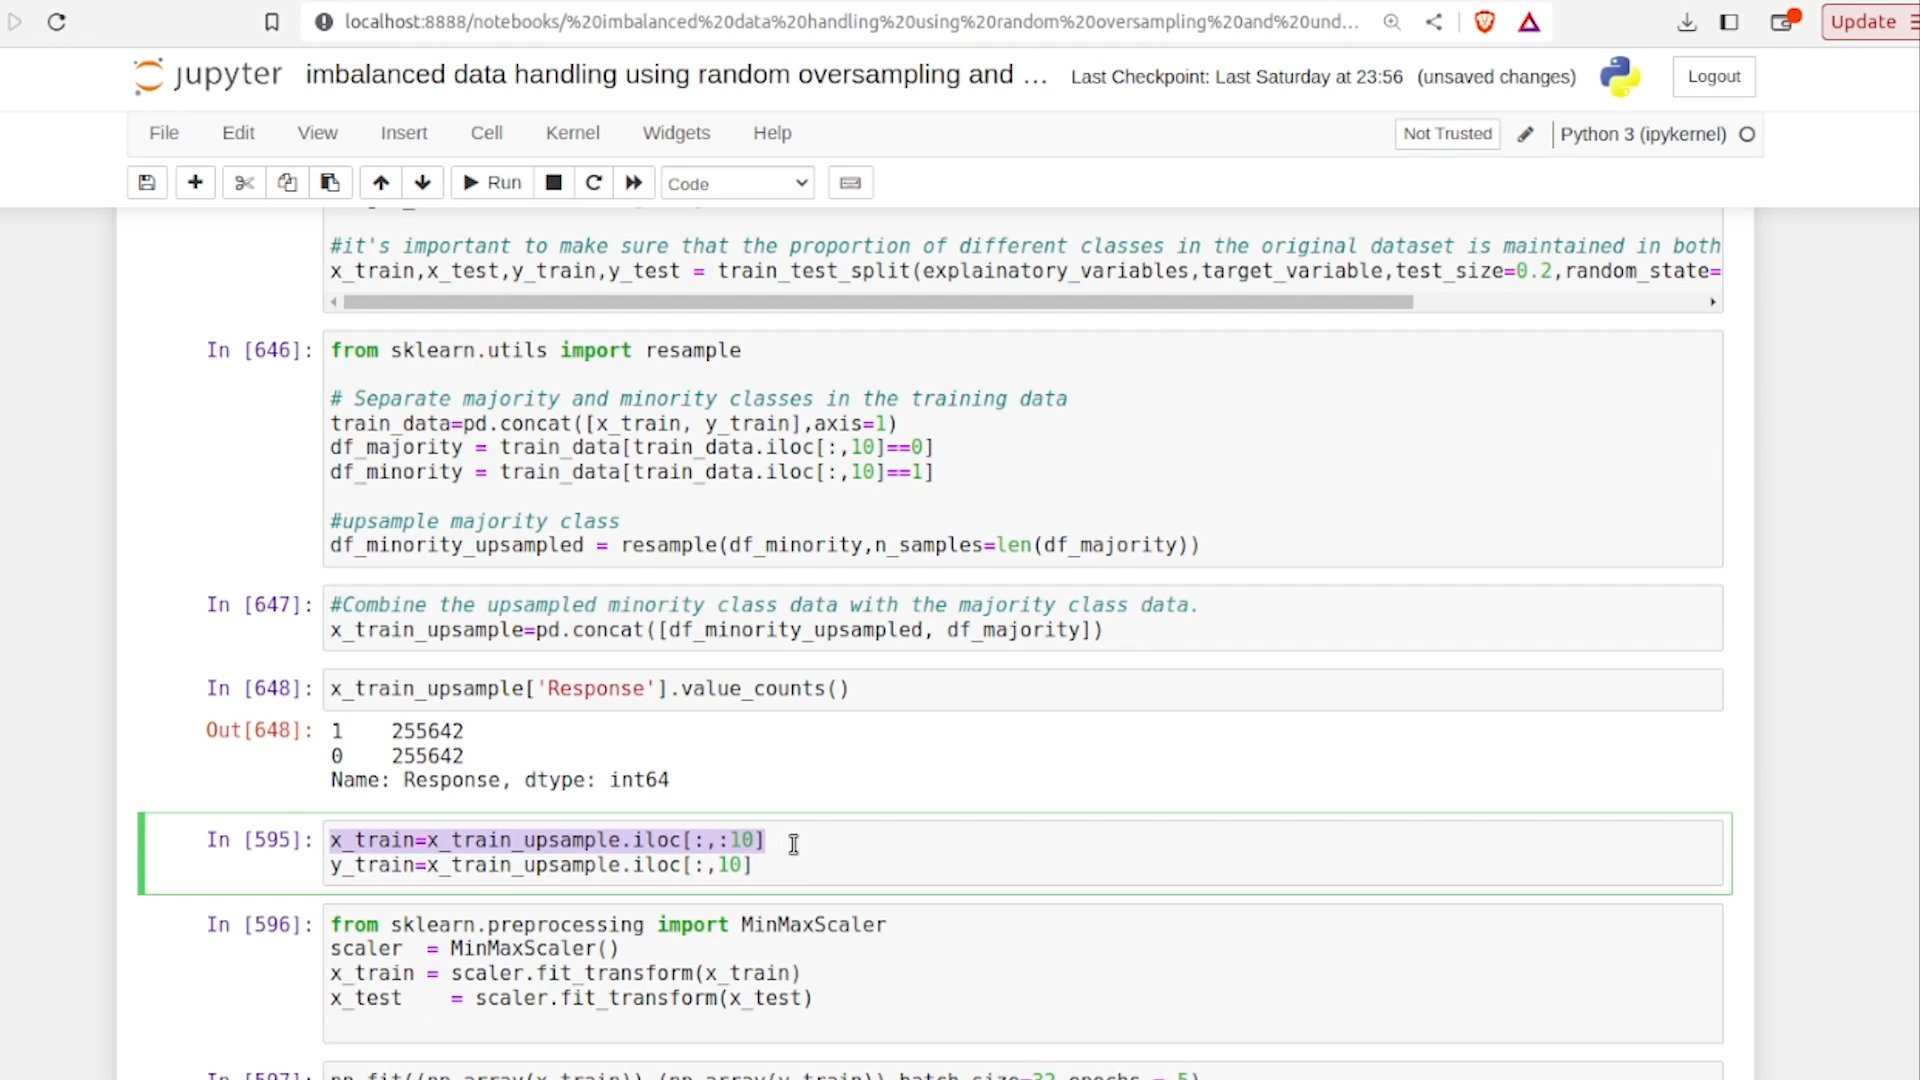 localhost:8888/notebooks/%20imbalanced%20data%20handling%20using%20random%20oversampling%20and%20und...
Update
jupyter imbalanced data handling using random oversampling and ... Last Checkpoint: Last Saturday at 23:56 (unsaved changes) Logout
File Edit View Insert Cell Kernel Widgets Help Not Trusted Python 3 (ipykernel)
Run Code
#it's important to make sure that the proportion of different classes in the original dataset is maintained in both
x_train,x_test,y_train,y_test = train_test_split(explainatory_variables,target_variable,test_size=0.2,random_state=
In [646]: from sklearn.utils import resample
# Separate majority and minority classes in the training data
train_data=pd.concat([x_train, y_train],axis=1)
df_majority = train_data[train_data.iloc[:,10]==0]
df_minority = train_data[train_data.iloc[:,10]==1]
#upsample majority class
df_minority_upsampled = resample(df_minority,n_samples=len(df_majority))
In [647]: #Combine the upsampled minority class data with the majority class data.
x_train_upsample=pd.concat([df_minority_upsampled, df_majority])
In [648]: x_train_upsample['Response'].value_counts()
Out[648]: 1 255642
0 255642
Name: Response, dtype: int64
In [595]: x_train=x_train_upsample.iloc[:,:10]
y_train=x_train_upsample.iloc[:,10]
In [596]: from sklearn.preprocessing import MinMaxScaler
scaler = MinMaxScaler()
x_train = scaler.fit_transform(x_train)
x_test = scaler.fit_transform(x_test)